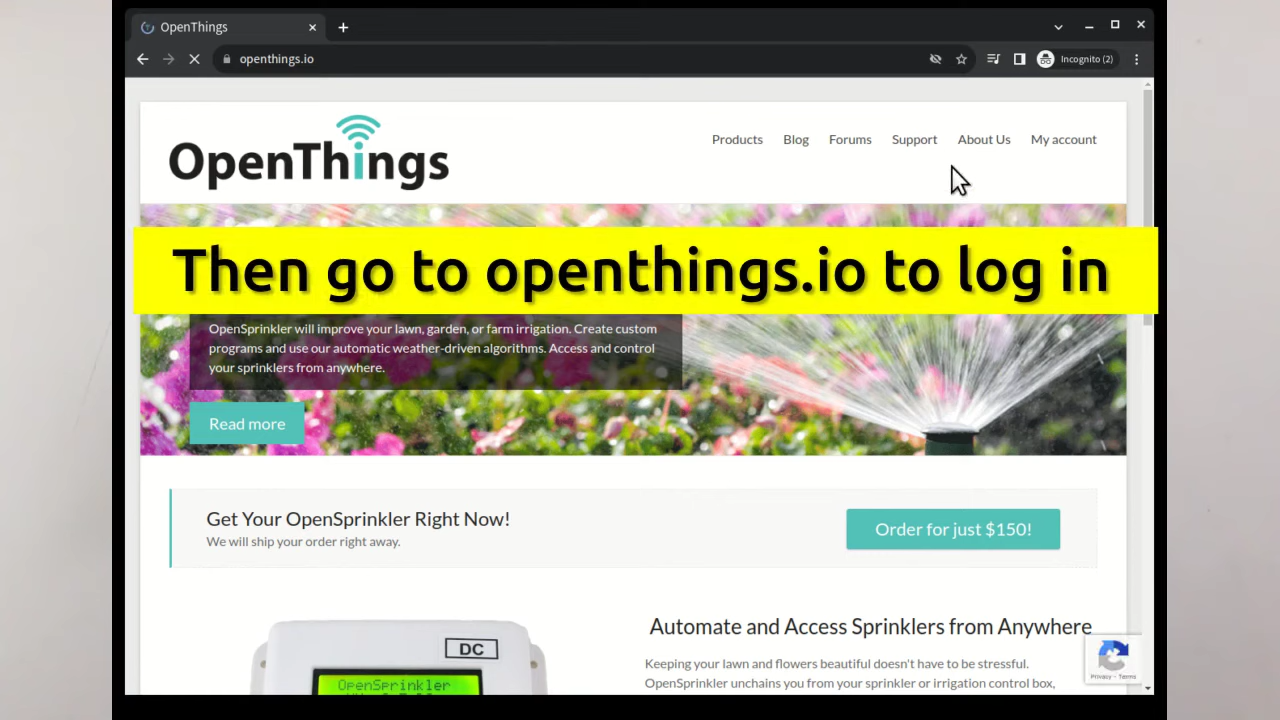 OpenThings
openthings.io
Incognito (2)
OpenThings
Products Blog Forums Support About Us My account
Then go to openthings.io to log in
OpenSprinkler will improve your lawn, garden, or farm irrigation. Create custom
programs and use our automatic weather-driven algorithms. Access and control
your sprinklers from anywhere.
Read more
Get Your OpenSprinkler Right Now!
We will ship your order right away.
Order for just $150!
DC
OpenSprinkler
Automate and Access Sprinklers from Anywhere
Keeping your lawn and flowers beautiful doesn't have to be stressful.
OpenSprinkler unchains you from your sprinkler or irrigation control box,
Privacy - Terms